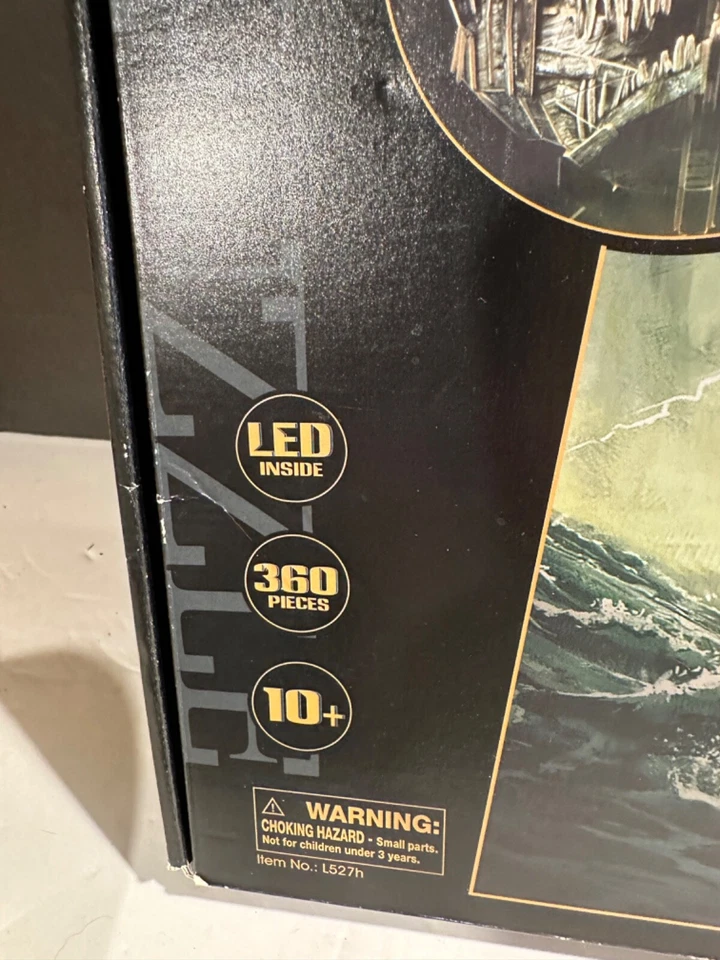 LED
INSIDE
360
PIECES
10+
WARNING:
CHOKING HAZARD - Small parts.
Not for children under 3 years.
Item No.: L527h